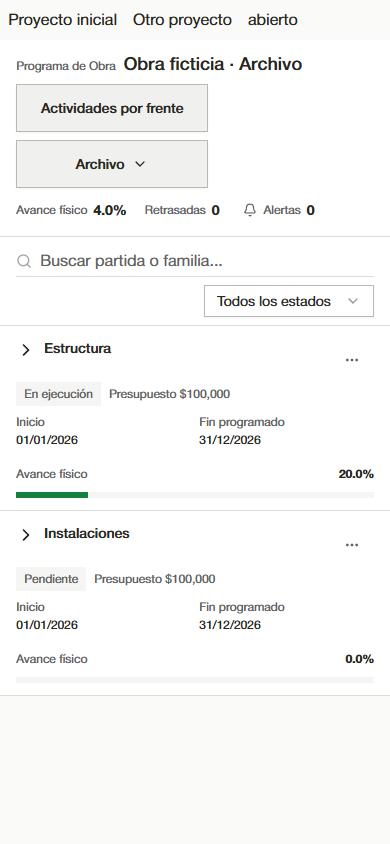 Proyecto inicial Otro proyecto abierto
Programa de Obra Obra ficticia · Archivo
Actividades por frente
Archivo
Avance físico 4.0% Retrasadas 0 Alertas 0
Buscar partida o familia...
Todos los estados
Estructura
...
En ejecución Presupuesto $100,000
Inicio Fin programado
01/01/2026 31/12/2026
Avance físico 20.0%
Instalaciones
...
Pendiente Presupuesto $100,000
Inicio Fin programado
01/01/2026 31/12/2026
Avance físico 0.0%